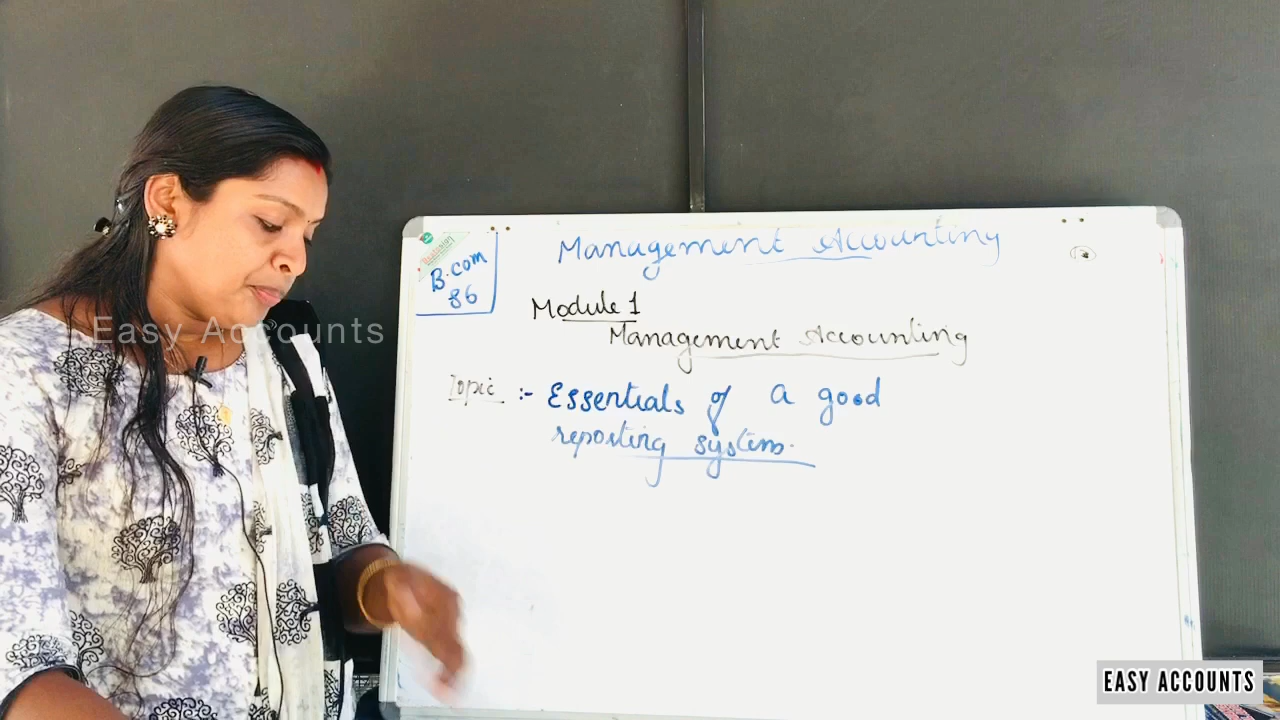 Management Accounting
B.com
S6
Module 1
Management Accounting
Topic :- Essentials of a good
reporting system.
Easy Accounts
EASY ACCOUNTS